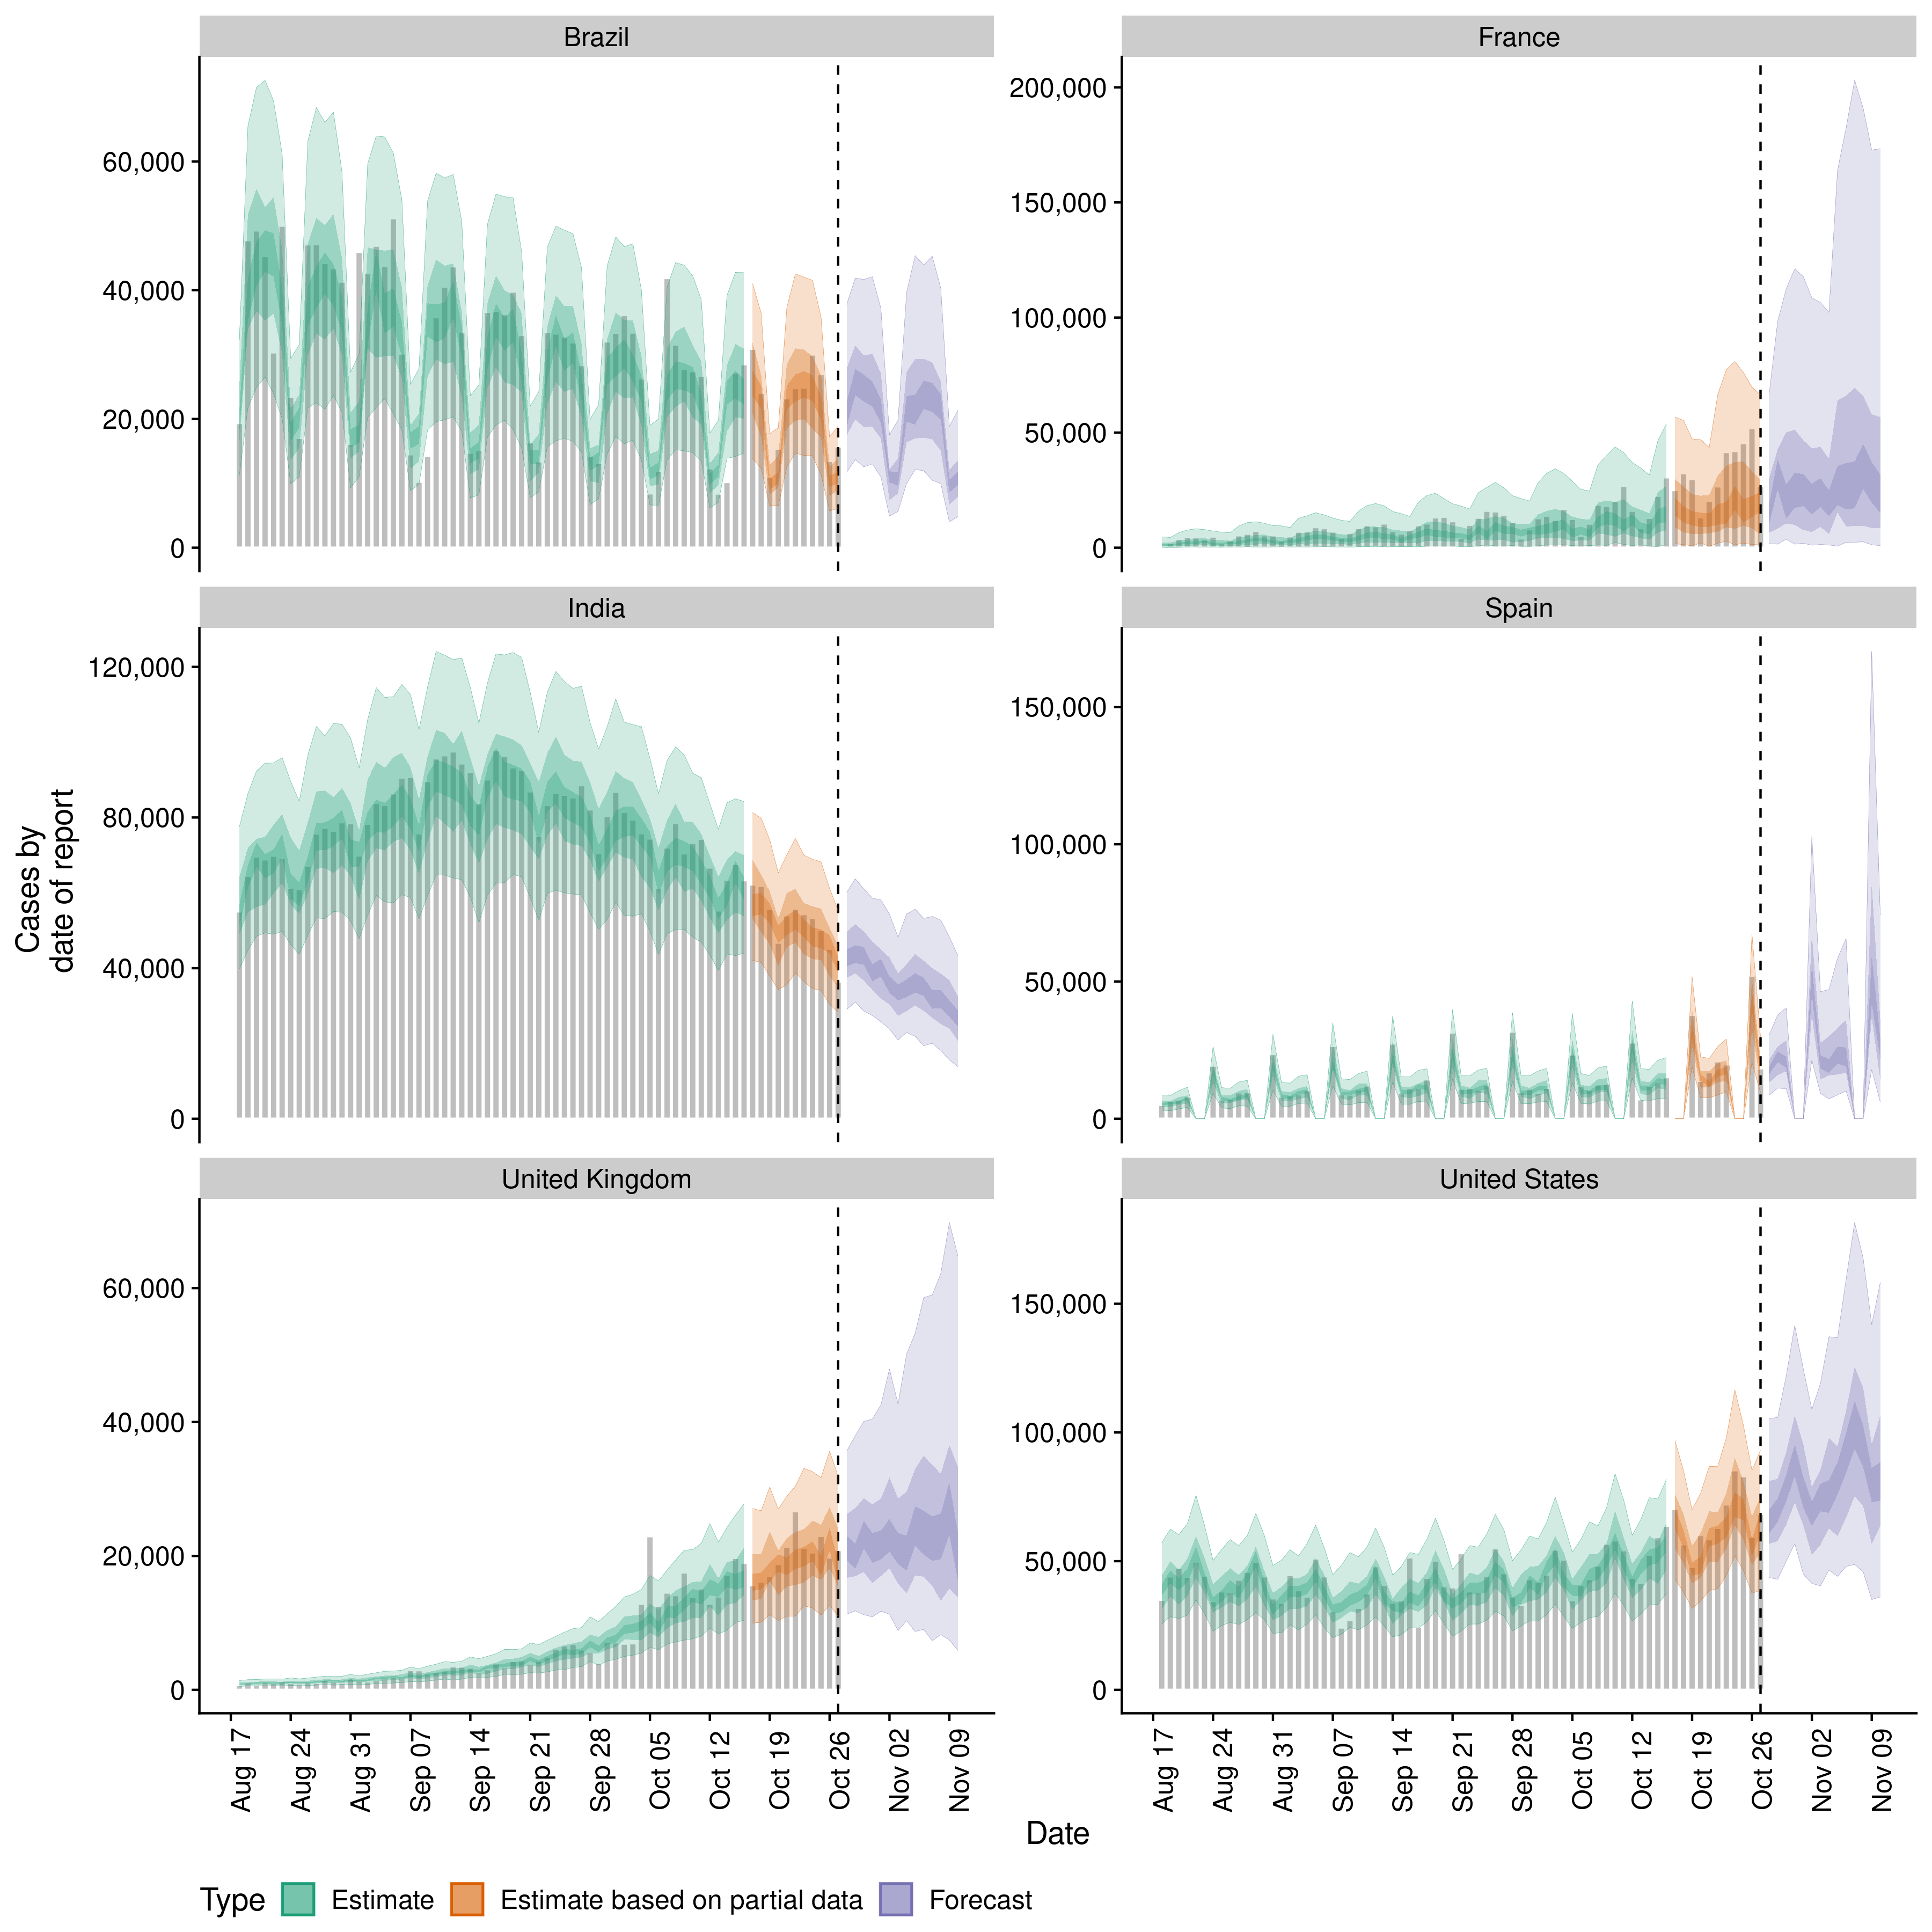 Brazil
France
60,000
40,000
20,000
0
200,000
150,000
100,000
50,000
0
India
Spain
120,000
80,000
40,000
0
150,000
100,000
50,000
0
Cases by
date of report
United Kingdom
United States
60,000
40,000
20,000
0
150,000
100,000
50,000
0
Aug 17
Aug 24
Aug 31
Sep 07
Sep 14
Sep 21
Sep 28
Oct 05
Oct 12
Oct 19
Oct 26
Nov 02
Nov 09
Aug 17
Aug 24
Aug 31
Sep 07
Sep 14
Sep 21
Sep 28
Oct 05
Oct 12
Oct 19
Oct 26
Nov 02
Nov 09
Date
Type Estimate Estimate based on partial data Forecast